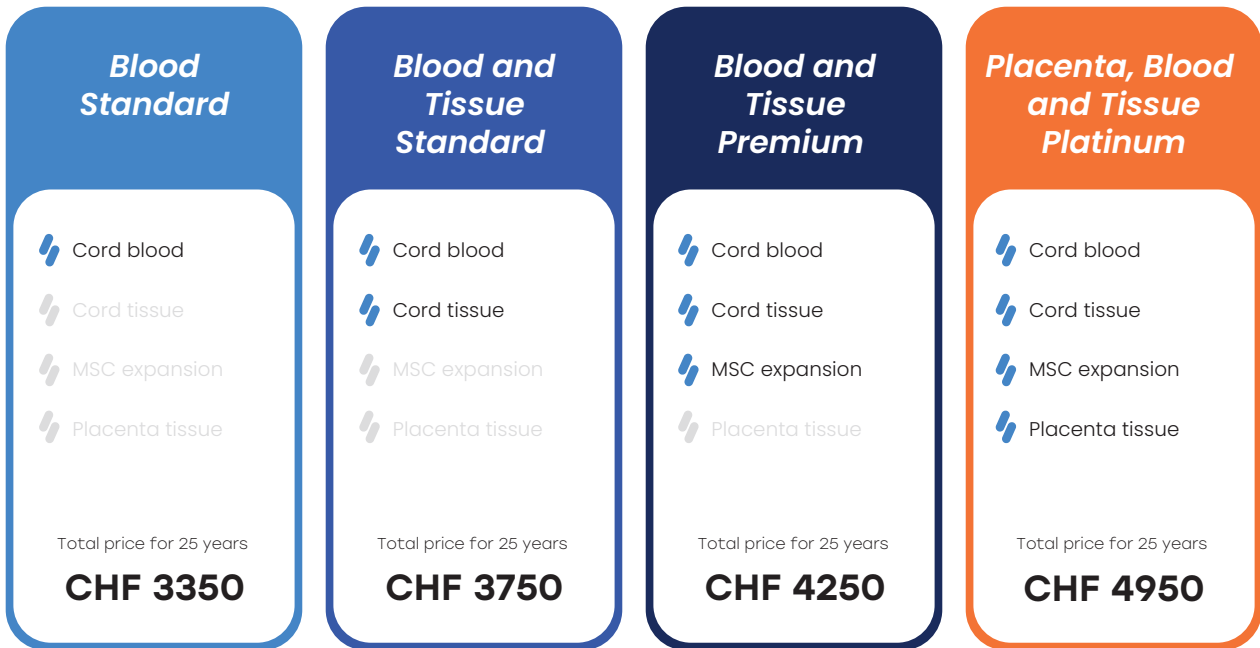 Blood
Standard
Cord blood
Cord tissue
MSC expansion
Placenta tissue
Total price for 25 years
CHF 3350
Blood and
Tissue
Standard
Cord blood
Cord tissue
MSC expansion
Placenta tissue
Total price for 25 years
CHF 3750
Blood and
Tissue
Premium
Cord blood
Cord tissue
MSC expansion
Placenta tissue
Total price for 25 years
CHF 4250
Placenta, Blood
and Tissue
Platinum
Cord blood
Cord tissue
MSC expansion
Placenta tissue
Total price for 25 years
CHF 4950